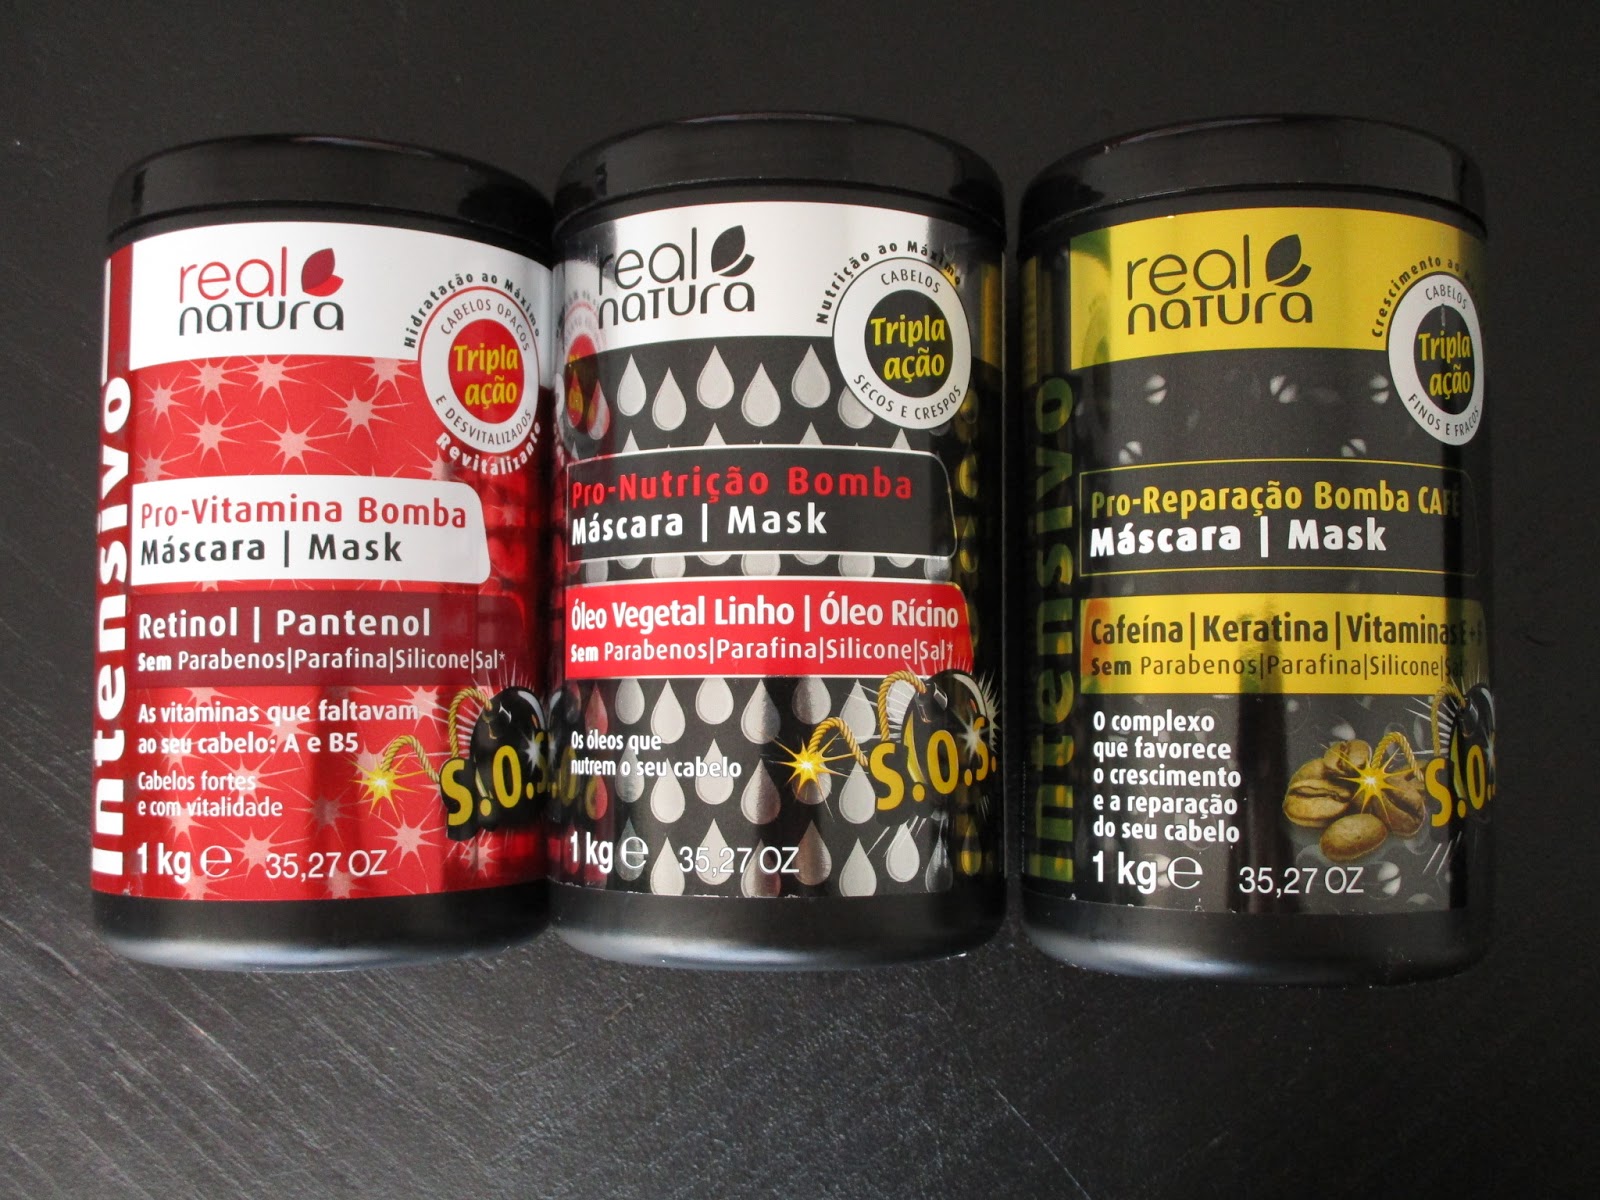 real
natura
Hidratação ao Máximo
CABELOS OPACOS
Tripla
ação
E DESVITALIZADOS
Revitalizante
Intensivo
Pro-Vitamina Bomba
Máscara | Mask
Retinol | Pantenol
Sem Parabenos|Parafina|Silicone|Sal*
As vitaminas que faltavam
ao seu cabelo: A e B5
Cabelos fortes
e com vitalidade
S.O.S.
1 kg e 35,27 OZ
real
natura
Nutrição ao Máximo
CABELOS
Tripla
ação
SECOS E CRESPOS
Pro-Nutrição Bomba
Máscara | Mask
Óleo Vegetal Linho | Óleo Rícino
Sem Parabenos|Parafina|Silicone|Sal*
Os óleos que
nutrem o seu cabelo
S.O.S.
1 kg e 35,27 OZ
real
natura
Crescimento ao
CABELOS
Tripla
ação
FINOS E FRACOS
Intensivo
Pro-Reparação Bomba CAFÉ
Máscara | Mask
Cafeína | Keratina | Vitaminas E +
Sem Parabenos|Parafina|Silicone|Sal*
O complexo
que favorece
o crescimento
e a reparação
do seu cabelo
S.O.S.
1 kg e 35,27 OZ